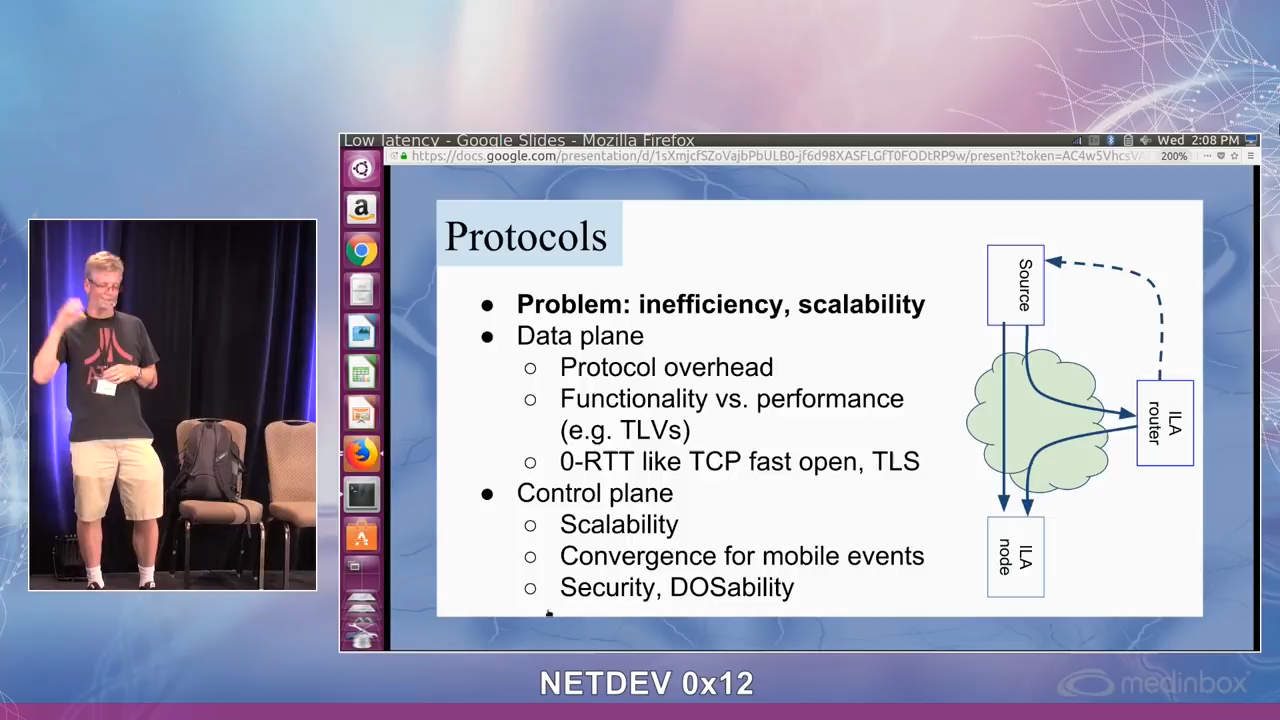 Low latency - Google Slides - Mozilla Firefox
Wed 2:08 PM
200%
Protocols
● Problem: inefficiency, scalability
● Data plane
○ Protocol overhead
○ Functionality vs. performance
(e.g. TLVs)
○ 0-RTT like TCP fast open, TLS
● Control plane
○ Scalability
○ Convergence for mobile events
○ Security, DOSability
Source
ILA
router
ILA
node
NETDEV 0x12
medinbox